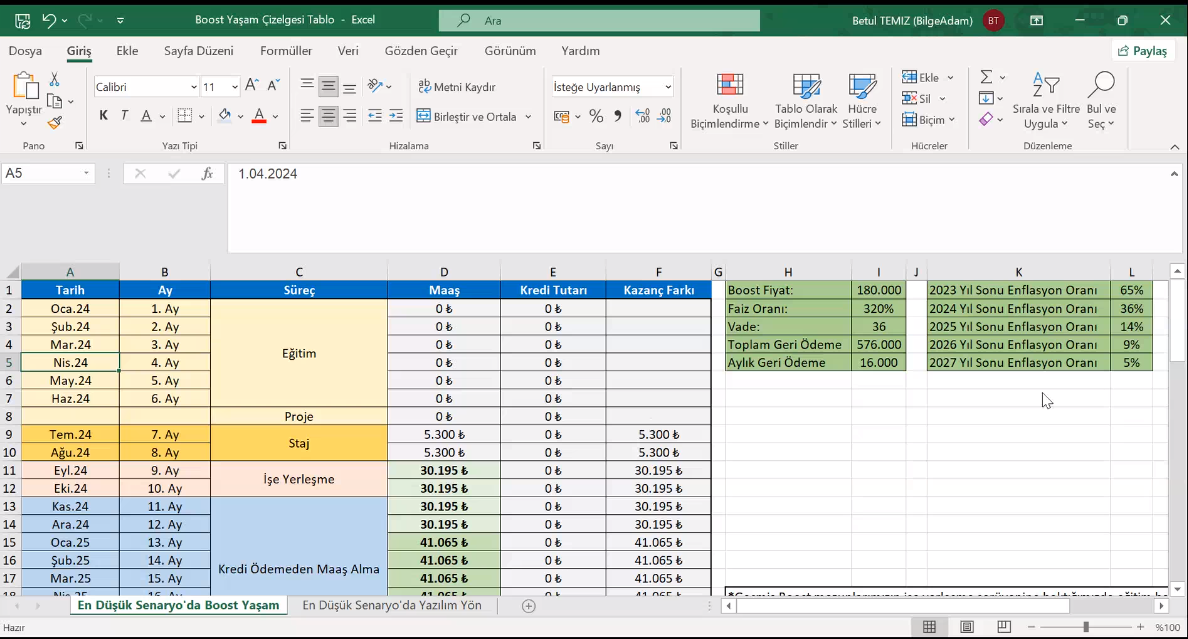 Boost Yaşam Çizelgesi Tablo - Excel
Ara
Betul TEMIZ (BilgeAdam) BT
Dosya Giriş Ekle Sayfa Düzeni Formüller Veri Gözden Geçir Görünüm Yardım Paylaş
Yapıştır
Pano
Calibri 11
K T A
Yazı Tipi
Metni Kaydır
Birleştir ve Ortala
Hizalama
İsteğe Uyarlanmış
Sayı
Koşullu Biçimlendirme
Tablo Olarak Biçimlendir
Hücre Stilleri
Stiller
Ekle
Sil
Biçim
Hücreler
Sırala ve Filtre Uygula
Bul ve Seç
Düzenleme
A5 fx 1.04.2024
A B C D E F G H I J K L
1 Tarih Ay Süreç Maaş Kredi Tutarı Kazanç Farkı Boost Fiyat: 180.000 2023 Yıl Sonu Enflasyon Oranı 65%
2 Oca.24 1. Ay 0 ₺ 0 ₺ Faiz Oranı: 320% 2024 Yıl Sonu Enflasyon Oranı 36%
3 Şub.24 2. Ay 0 ₺ 0 ₺ Vade: 36 2025 Yıl Sonu Enflasyon Oranı 14%
4 Mar.24 3. Ay Eğitim 0 ₺ 0 ₺ Toplam Geri Ödeme 576.000 2026 Yıl Sonu Enflasyon Oranı 9%
5 Nis.24 4. Ay 0 ₺ 0 ₺ Aylık Geri Ödeme 16.000 2027 Yıl Sonu Enflasyon Oranı 5%
6 May.24 5. Ay 0 ₺ 0 ₺
7 Haz.24 6. Ay 0 ₺ 0 ₺
8 Proje 0 ₺ 0 ₺
9 Tem.24 7. Ay Staj 5.300 ₺ 0 ₺ 5.300 ₺
10 Ağu.24 8. Ay 5.300 ₺ 0 ₺ 5.300 ₺
11 Eyl.24 9. Ay İşe Yerleşme 30.195 ₺ 0 ₺ 30.195 ₺
12 Eki.24 10. Ay 30.195 ₺ 0 ₺ 30.195 ₺
13 Kas.24 11. Ay 30.195 ₺ 0 ₺ 30.195 ₺
14 Ara.24 12. Ay 30.195 ₺ 0 ₺ 30.195 ₺
15 Oca.25 13. Ay 41.065 ₺ 0 ₺ 41.065 ₺
16 Şub.25 14. Ay Kredi Ödemeden Maaş Alma 41.065 ₺ 0 ₺ 41.065 ₺
17 Mar.25 15. Ay 41.065 ₺ 0 ₺ 41.065 ₺
En Düşük Senaryo'da Boost Yaşam En Düşük Senaryo'da Yazılım Yön
Hazır %100